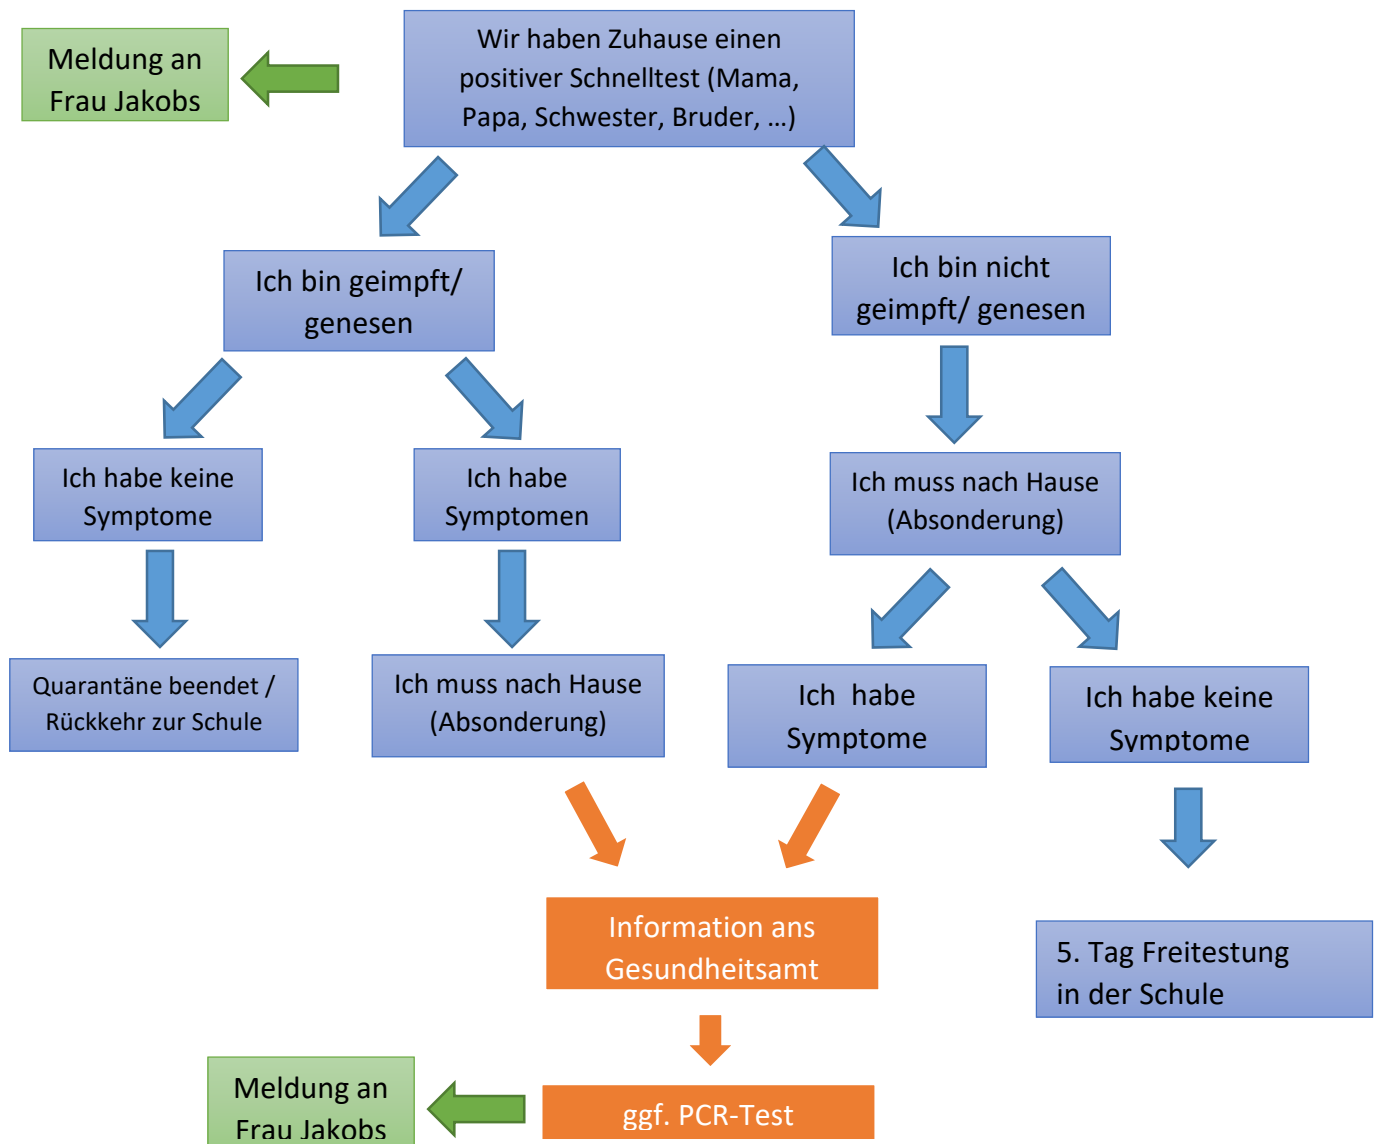 Meldung an
Frau Jakobs
Wir haben Zuhause einen
positiver Schnelltest (Mama,
Papa, Schwester, Bruder, …)
Ich bin geimpft/
genesen
Ich bin nicht
geimpft/ genesen
Ich habe keine
Symptome
Ich habe
Symptomen
Ich muss nach Hause
(Absonderung)
Quarantäne beendet /
Rückkehr zur Schule
Ich muss nach Hause
(Absonderung)
Ich  habe
Symptome
Ich habe keine
Symptome
Information ans
Gesundheitsamt
5. Tag Freitestung
in der Schule
Meldung an
Frau Jakobs
ggf. PCR-Test